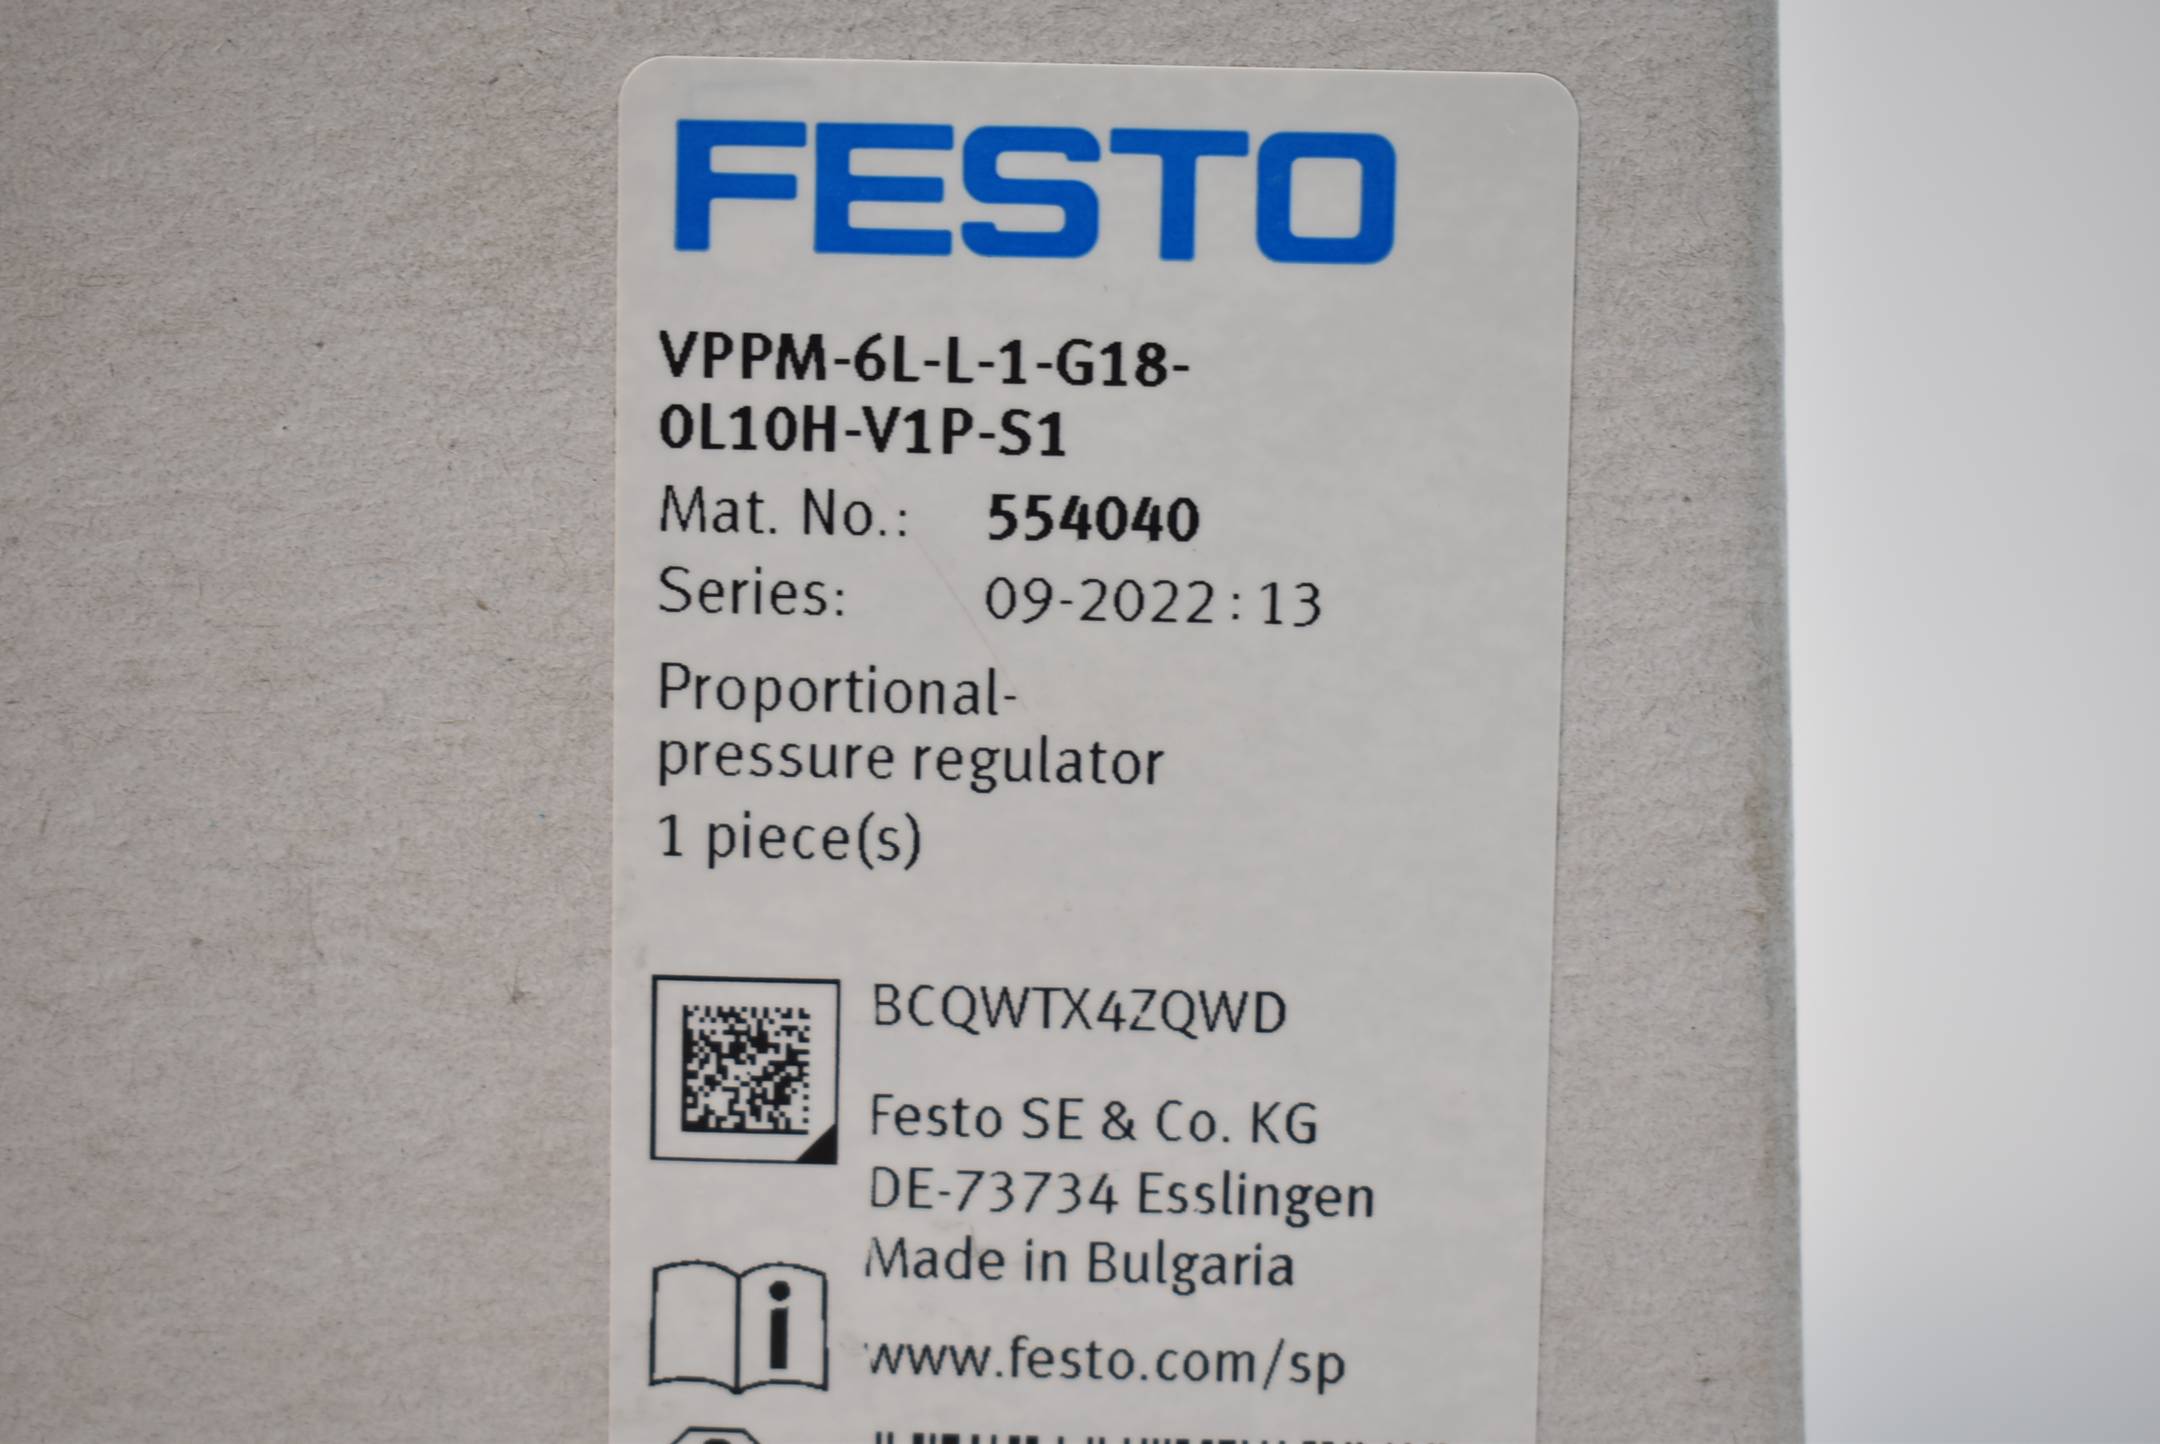 FESTO
VPPM-6L-L-1-G18-
0L10H-V1P-S1
Mat. No.: 554040
Series: 09-2022:13
Proportional-
pressure regulator
1 piece(s)
BCQWTX4ZQWD
Festo SE & Co. KG
DE-73734 Esslingen
Made in Bulgaria
i
www.festo.com/sp